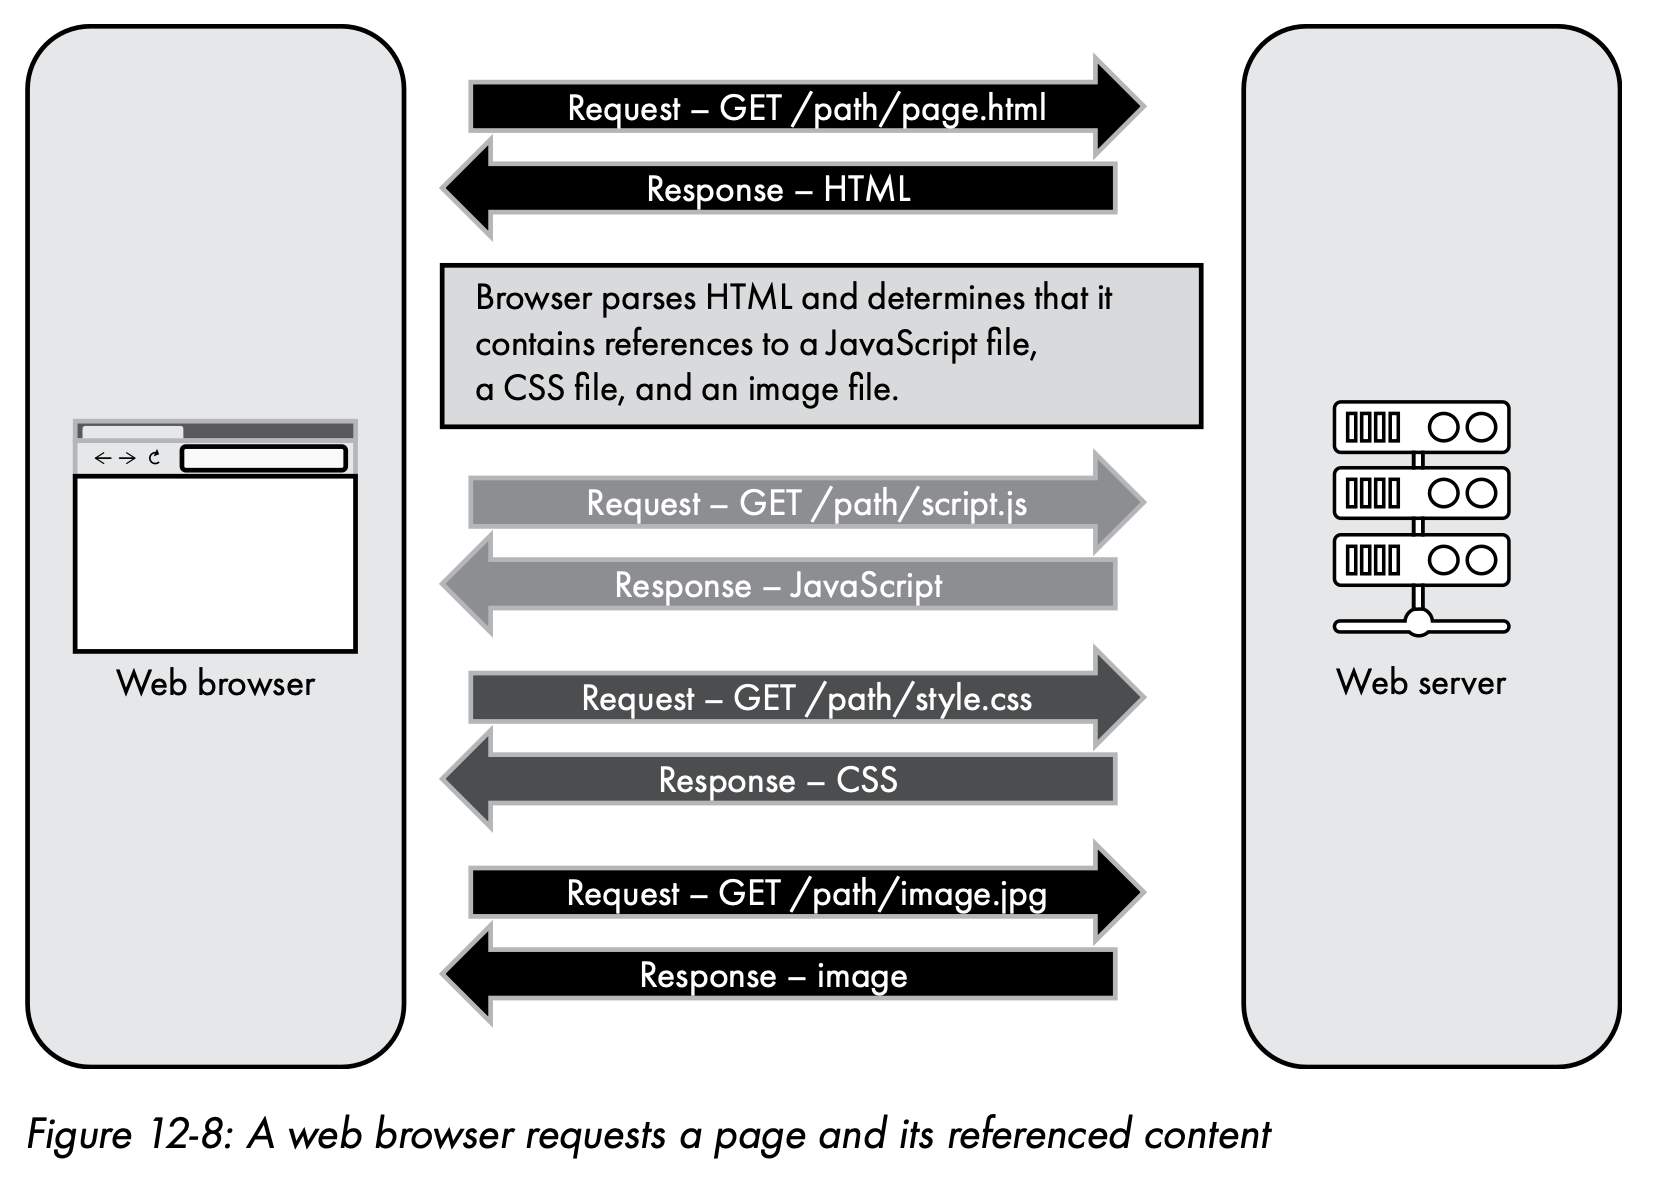 Request – GET /path/page.html
Response – HTML
Browser parses HTML and determines that it
contains references to a JavaScript file,
a CSS file, and an image file.
Request – GET /path/script.js
Response – JavaScript
Request – GET /path/style.css
Response – CSS
Request – GET /path/image.jpg
Response – image
Web browser
Web server
Figure 12-8: A web browser requests a page and its referenced content